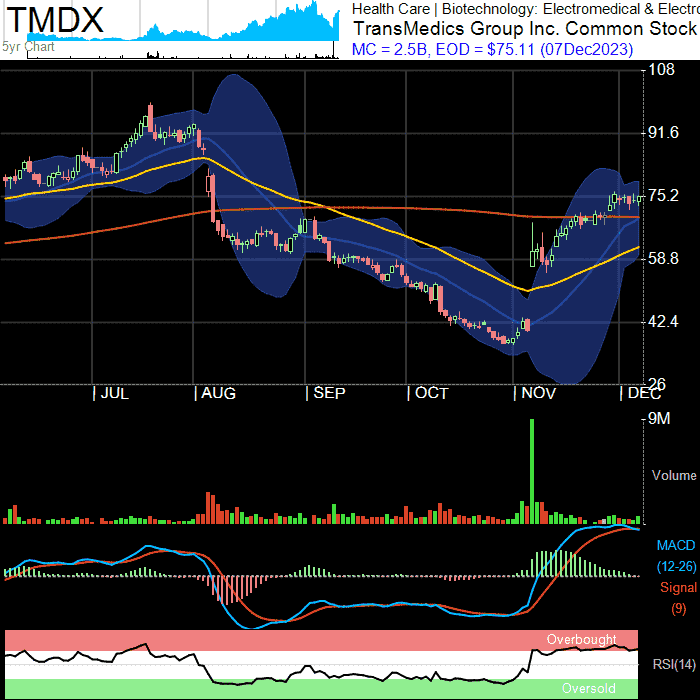 TMDX
5yr Chart
Health Care | Biotechnology: Electromedical & Electro
TransMedics Group Inc. Common Stock
MC = 2.5B, EOD = $75.11 (07Dec2023)
108
91.6
75.2
58.8
42.4
26
| JUL | AUG | SEP | OCT | NOV | DEC
9M
Volume
MACD
(12-26)
Signal
(9)
Overbought
RSI(14)
Oversold